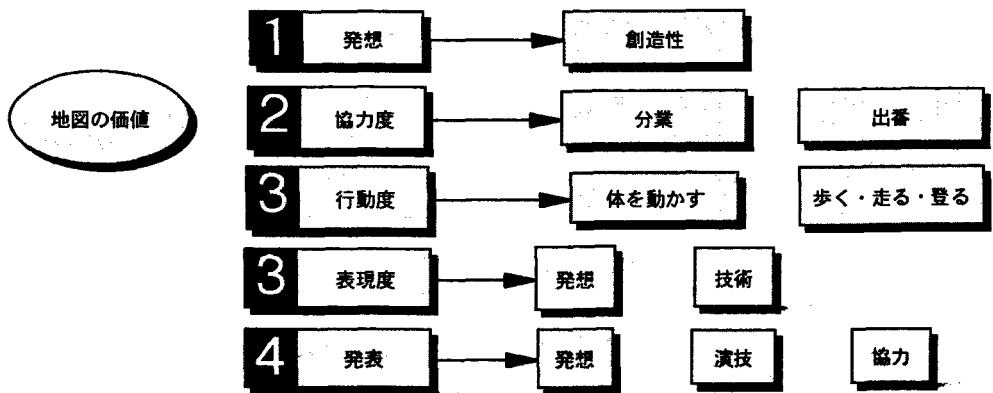 1 発想 創造性
地図の価値
2 協力度 分業 出番
3 行動度 体を動かす 歩く・走る・登る
3 表現度 発想 技術
4 発表 発想 演技 協力